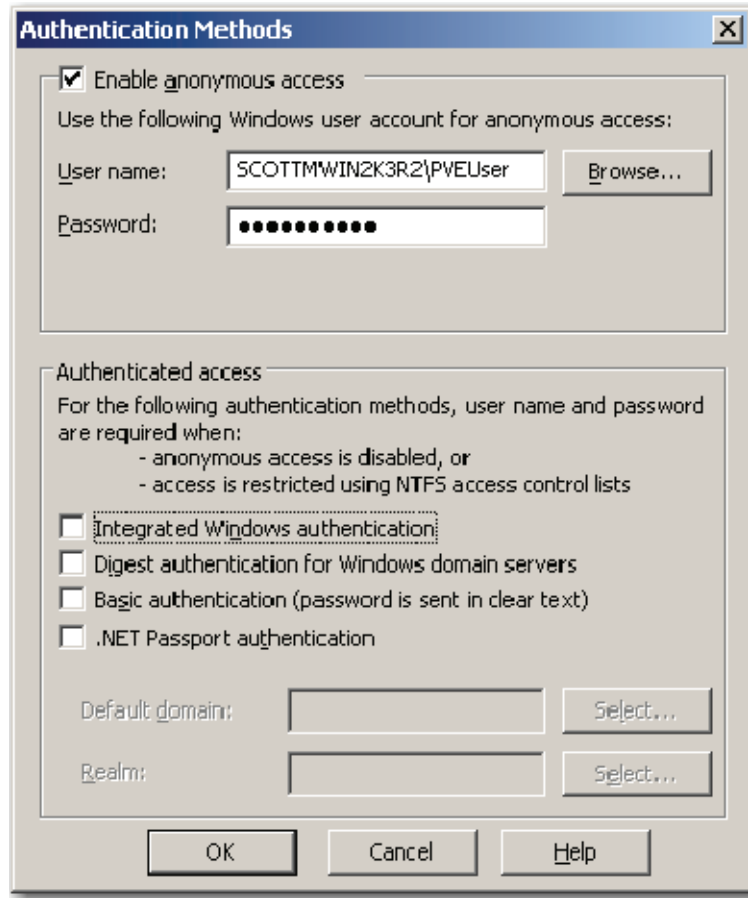 Authentication Methods
Enable anonymous access
Use the following Windows user account for anonymous access:
User name: SCOTTMWIN2K3R2\PVEUser Browse...
Password: ●●●●●●●●●●
Authenticated access
For the following authentication methods, user name and password
are required when:
- anonymous access is disabled, or
- access is restricted using NTFS access control lists
Integrated Windows authentication
Digest authentication for Windows domain servers
Basic authentication (password is sent in clear text)
.NET Passport authentication
Default domain: Select...
Realm: Select...
OK Cancel Help